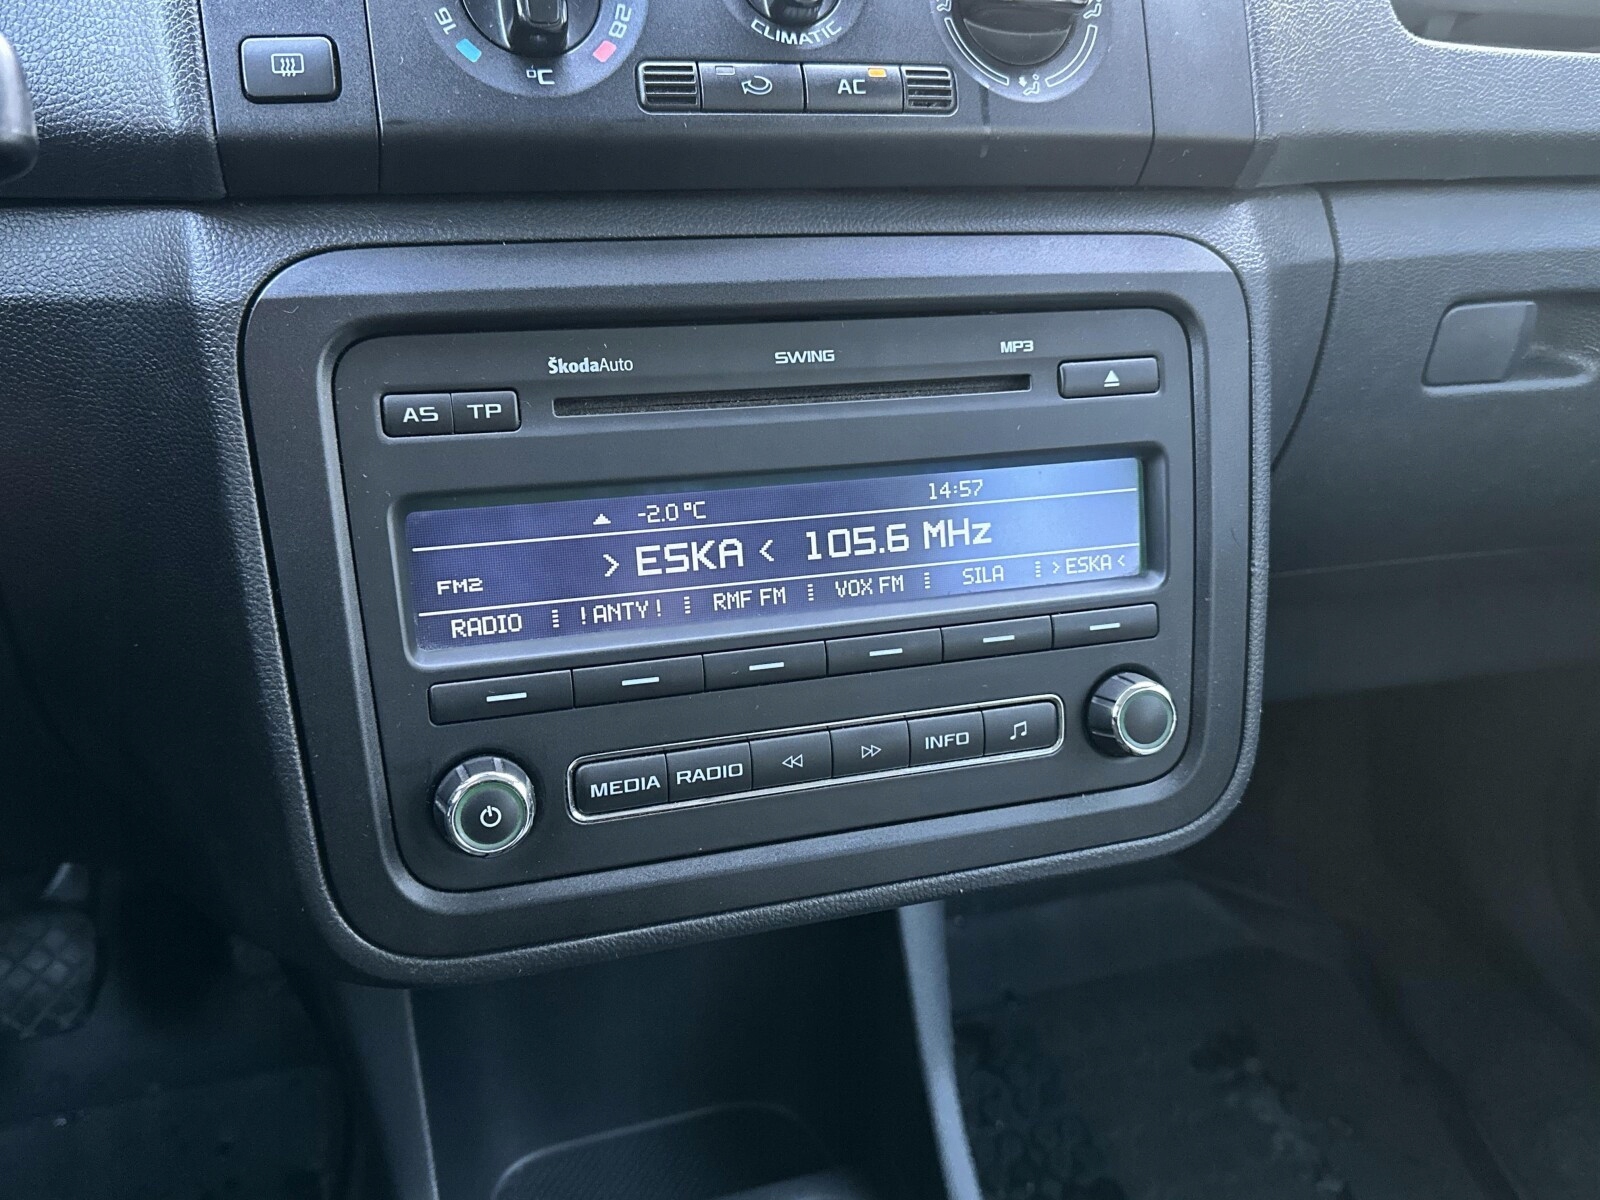 16 °C 28
CLIMATIC
AC
ŠkodaAuto SWING MP3
AS TP
-2.0 °C 14:57
FM2 > ESKA < 105.6 MHz
RADIO !ANTY! RMF FM VOX FM SILA >ESKA<
MEDIA RADIO INFO